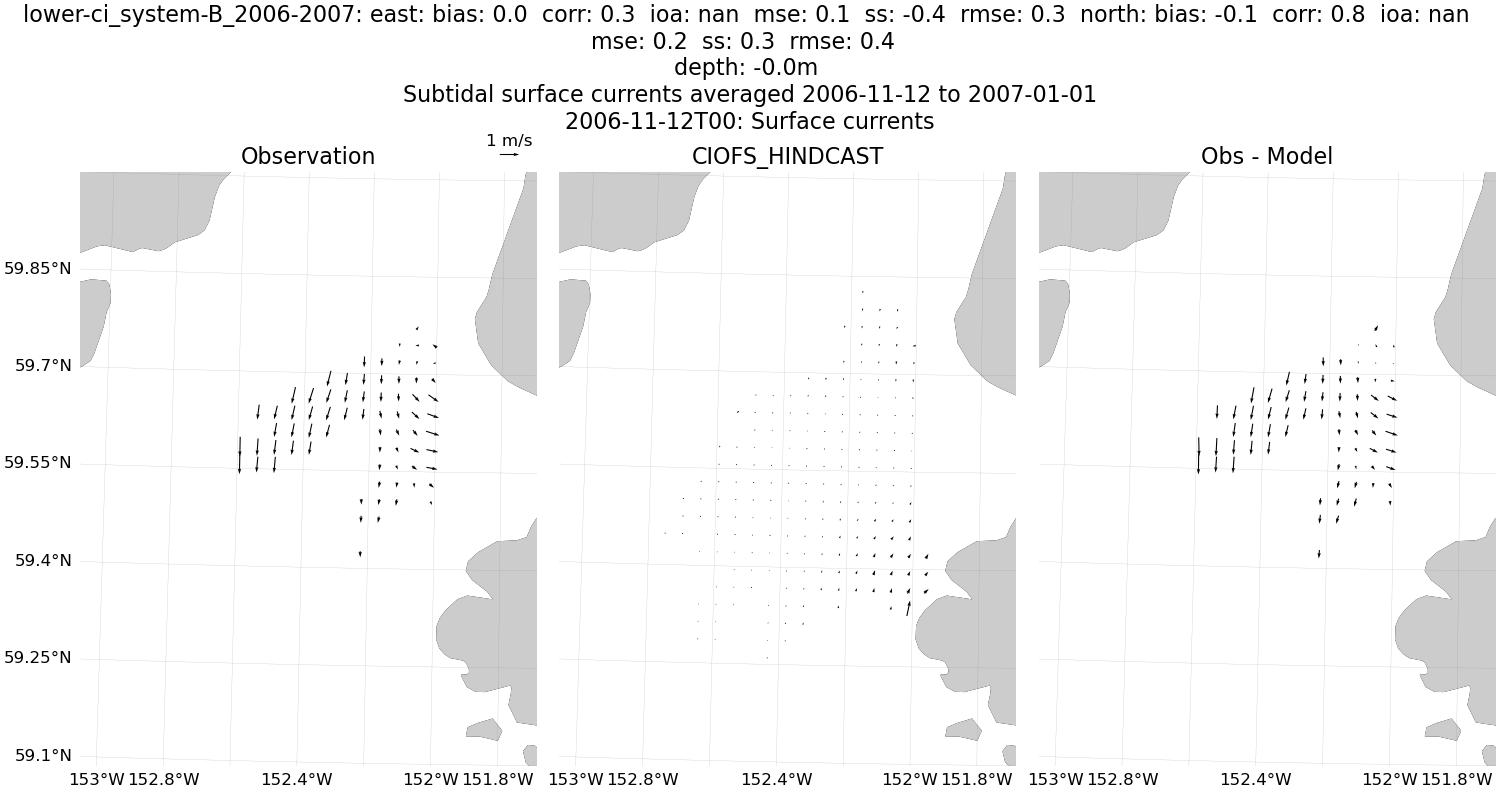 lower-ci_system-B_2006-2007: east: bias: 0.0  corr: 0.3  ioa: nan  mse: 0.1  ss: -0.4  rmse: 0.3  north: bias: -0.1  corr: 0.8  ioa: nan
mse: 0.2  ss: 0.3  rmse: 0.4
depth: -0.0m
Subtidal surface currents averaged 2006-11-12 to 2007-01-01
2006-11-12T00: Surface currents
Observation
1 m/s
CIOFS_HINDCAST
Obs - Model
59.85°N
59.7°N
59.55°N
59.4°N
59.25°N
59.1°N
153°W 152.8°W 152.4°W 152°W 151.8°W
153°W 152.8°W 152.4°W 152°W 151.8°W
153°W 152.8°W 152.4°W 152°W 151.8°W